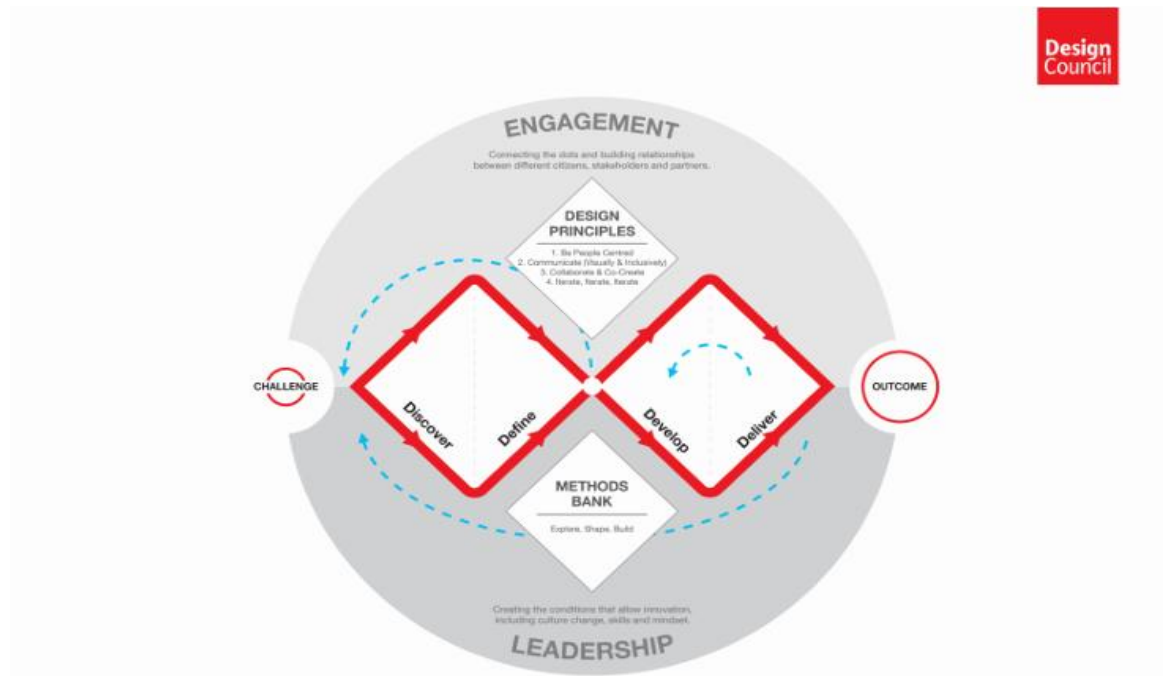 Design
Council
ENGAGEMENT
Connecting the dots and building relationships
between different citizens, stakeholders and partners.
DESIGN
PRINCIPLES
1. Be People Centred
2. Communicate (Visually & Inclusively)
3. Collaborate & Co-Create
4. Iterate, Iterate, Iterate
CHALLENGE
OUTCOME
Discover
Define
Develop
Deliver
METHODS
BANK
Explore, Shape, Build
Creating the conditions that allow innovation,
including culture change, skills and mindset.
LEADERSHIP